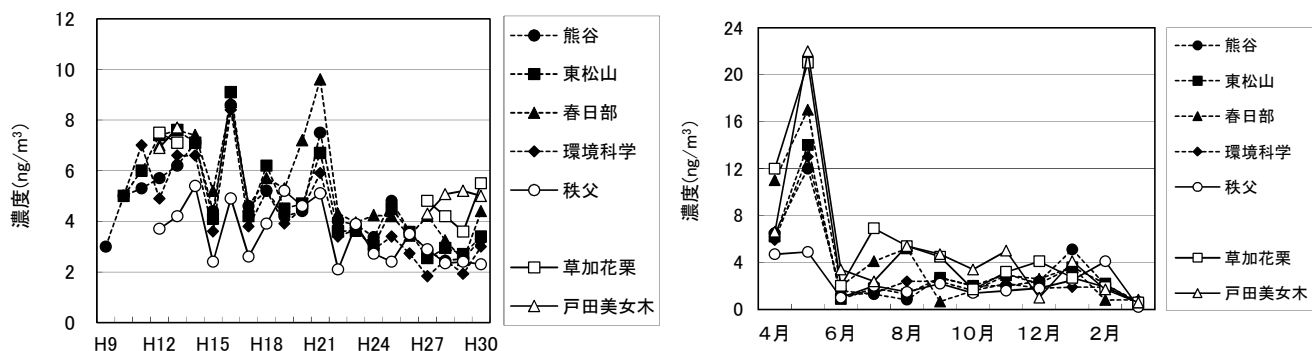 濃度(ng/m³)
12
10
8
6
4
2
0
H9 H12 H15 H18 H21 H24 H27 H30
熊谷
東松山
春日部
環境科学
秩父
草加花栗
戸田美女木
濃度(ng/m³)
24
20
16
12
8
4
0
4月 6月 8月 10月 12月 2月
熊谷
東松山
春日部
環境科学
秩父
草加花栗
戸田美女木